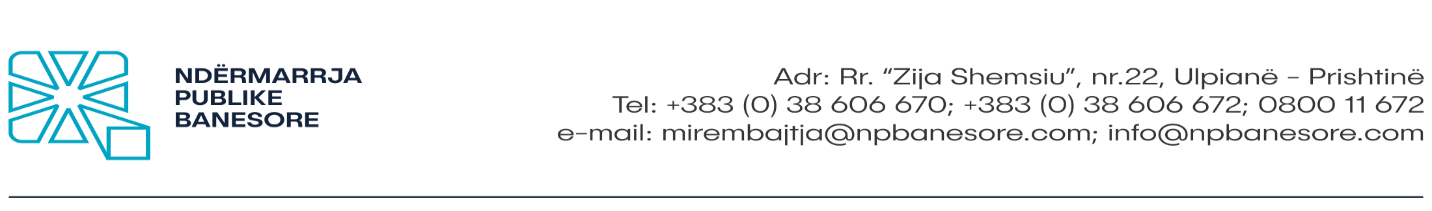 NDËRMARRJA
PUBLIKE
BANESORE
Adr: Rr. “Zija Shemsiu”, nr.22, Ulpianë – Prishtinë
Tel: +383 (0) 38 606 670; +383 (0) 38 606 672; 0800 11 672
e-mail: mirembajtja@npbanesore.com; info@npbanesore.com